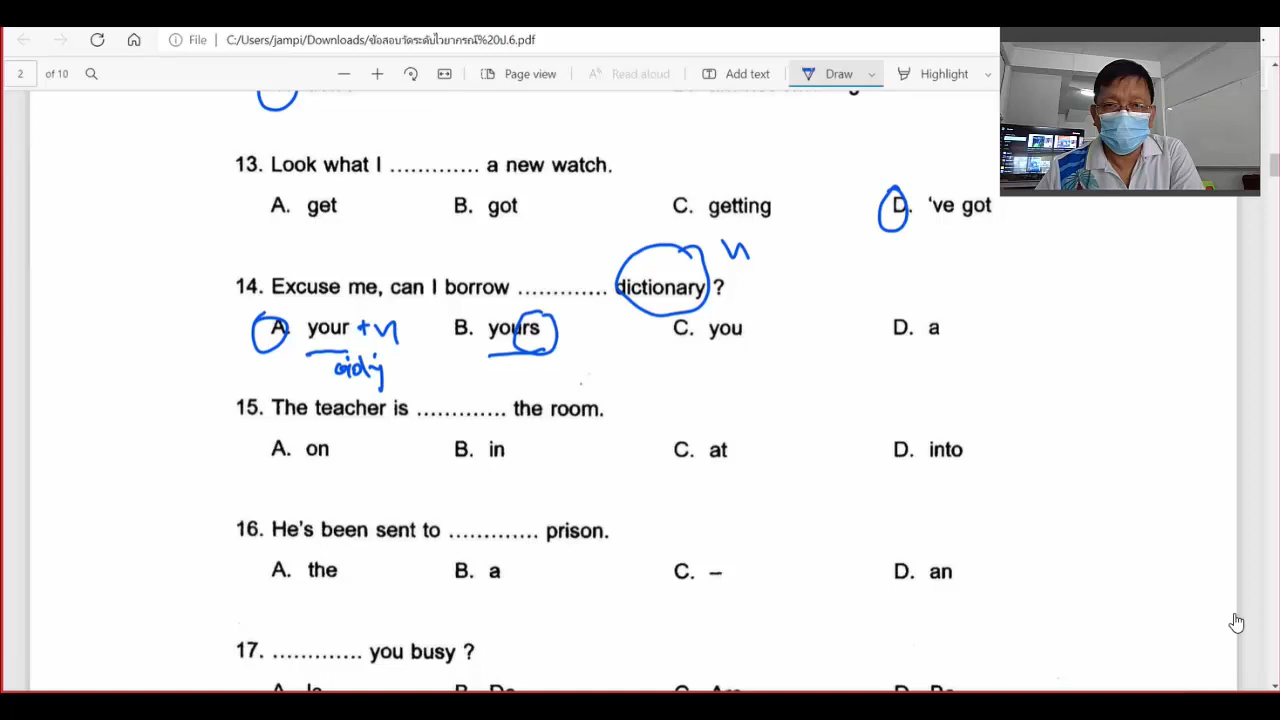 File C:/Users/jampi/Downloads/ข้อสอบวัดระดับไวยากรณ์%20ป.6.pdf
2 of 10 Page view Read aloud Add text Draw Highlight
13. Look what I ............. a new watch.
A. get B. got C. getting D. 've got
14. Excuse me, can I borrow ............. dictionary ?
A. your +ท B. yours C. you D. a
15. The teacher is ............. the room.
A. on B. in C. at D. into
16. He's been sent to ............. prison.
A. the B. a C. – D. an
17. ............. you busy ?